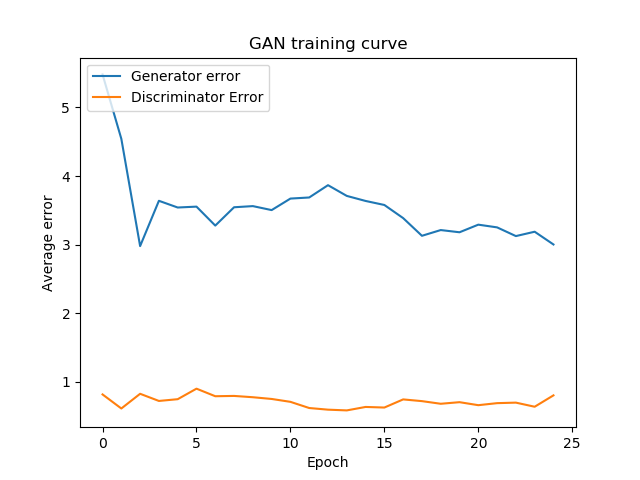 GAN training curve
Generator error
Discriminator Error
5
4
3
2
1
Average error
0
5
10
15
20
25
Epoch